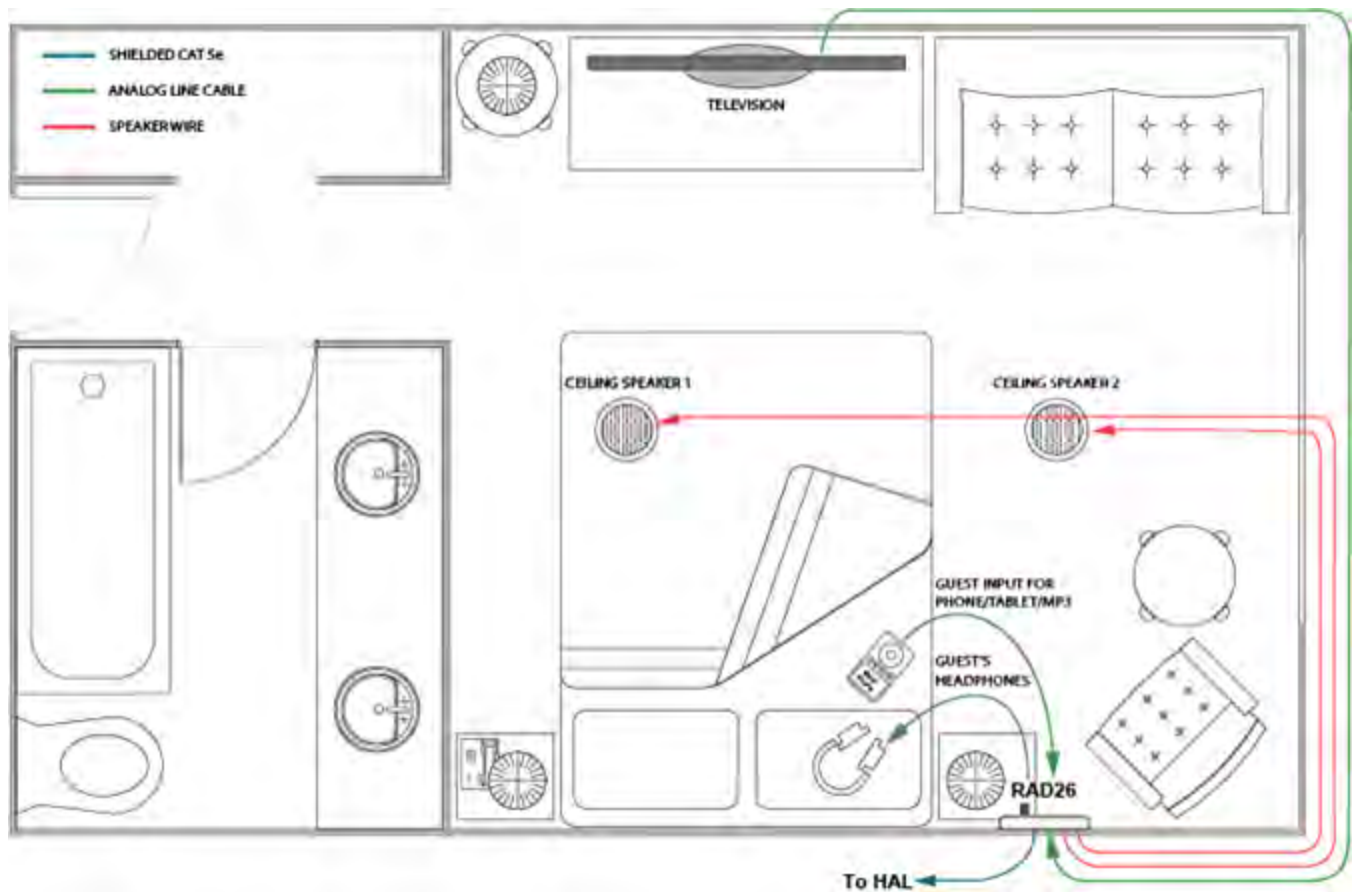 SHIELDED CAT 5e
ANALOG LINE CABLE
SPEAKER WIRE
TELEVISION
CEILING SPEAKER 1
CEILING SPEAKER 2
GUEST INPUT FOR
PHONE/TABLET/MP3
GUEST'S
HEADPHONES
RAD26
To HAL